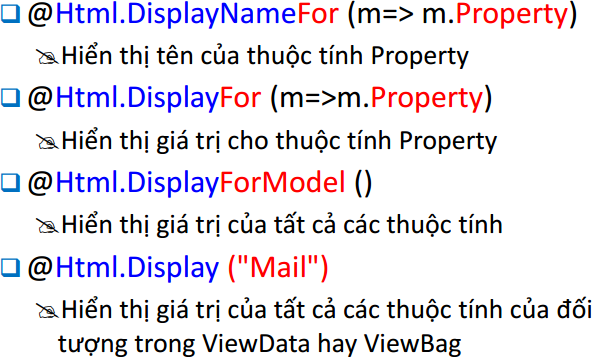 @Html.DisplayNameFor (m=> m.Property)
Hiển thị tên của thuộc tính Property
@Html.DisplayFor (m=>m.Property)
Hiển thị giá trị cho thuộc tính Property
@Html.DisplayForModel ()
Hiển thị giá trị của tất cả các thuộc tính
@Html.Display ("Mail")
Hiển thị giá trị của tất cả các thuộc tính của đối
tượng trong ViewData hay ViewBag